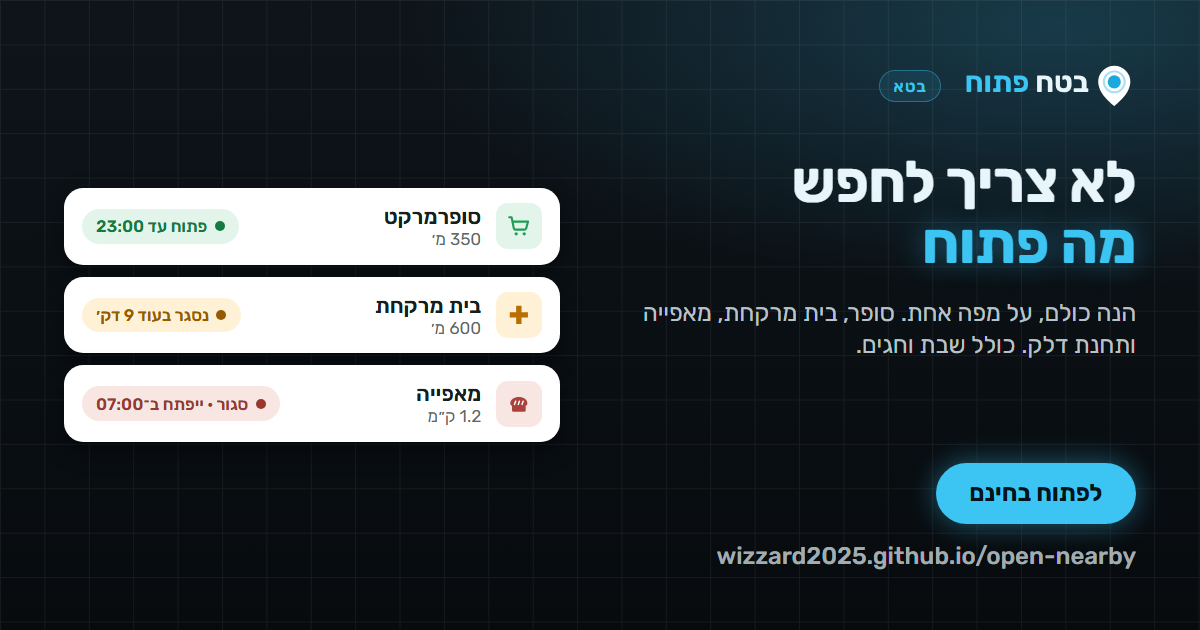 בטח פתוח
בטא
לא צריך לחפש
מה פתוח
הנה כולם, על מפה אחת. סופר, בית מרקחת, מאפייה
ותחנת דלק. כולל שבת וחגים.
לפתוח בחינם
wizzard2025.github.io/open-nearby
סופרמרקט
350 מ׳
פתוח עד 23:00
בית מרקחת
600 מ׳
נסגר בעוד 9 דק׳
מאפייה
1.2 ק״מ
סגור · ייפתח ב־07:00